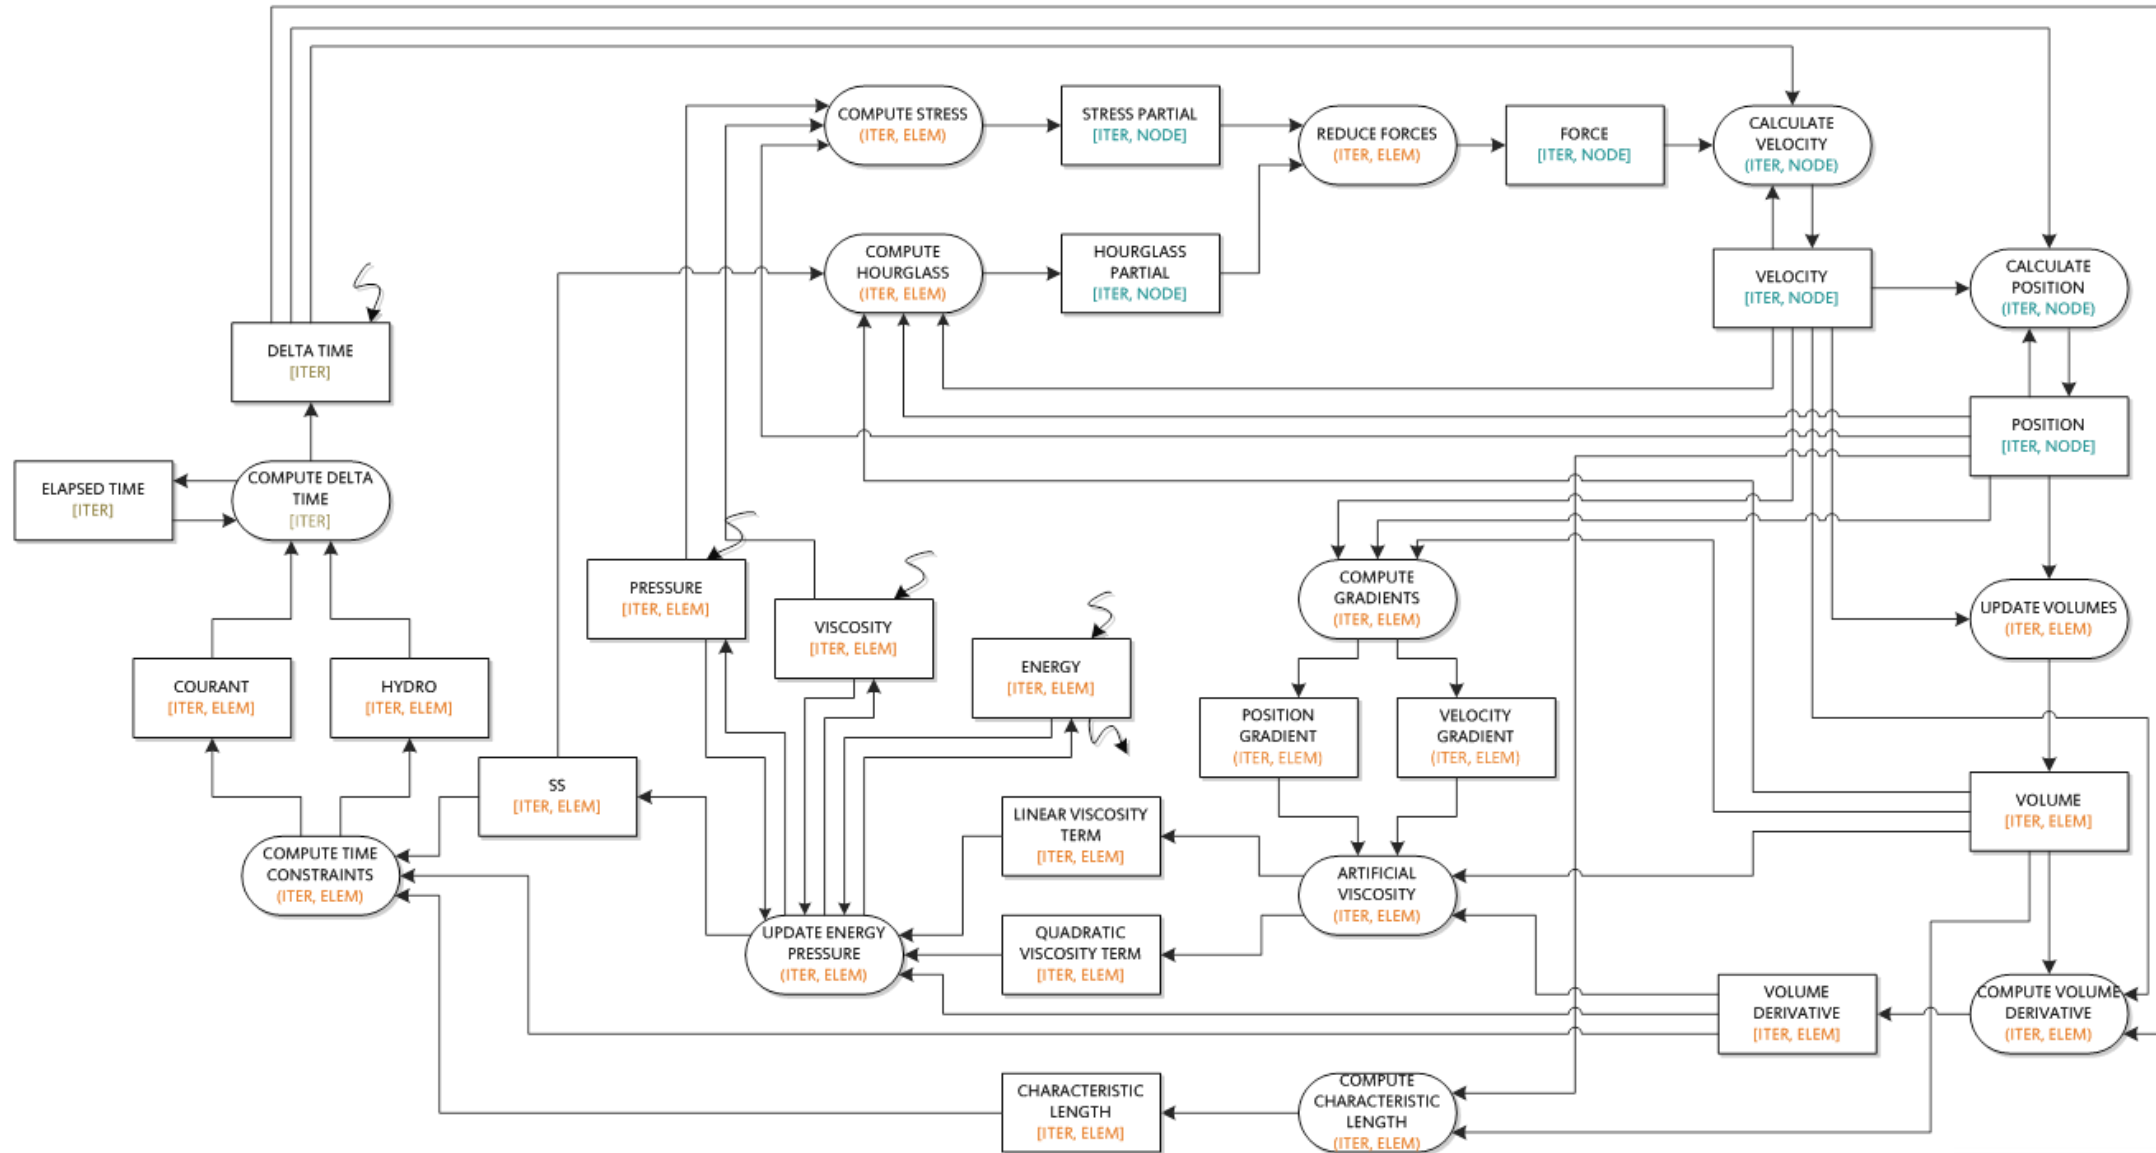 COMPUTE STRESS
(ITER, ELEM)
STRESS PARTIAL
[ITER, NODE]
REDUCE FORCES
(ITER, ELEM)
FORCE
[ITER, NODE]
CALCULATE
VELOCITY
(ITER, NODE)
COMPUTE
HOURGLASS
(ITER, ELEM)
HOURGLASS
PARTIAL
[ITER, NODE]
VELOCITY
[ITER, NODE]
CALCULATE
POSITION
(ITER, NODE)
DELTA TIME
[ITER]
POSITION
[ITER, NODE]
ELAPSED TIME
[ITER]
COMPUTE DELTA
TIME
[ITER]
PRESSURE
[ITER, ELEM]
VISCOSITY
[ITER, ELEM]
ENERGY
[ITER, ELEM]
COMPUTE
GRADIENTS
(ITER, ELEM)
UPDATE VOLUMES
(ITER, ELEM)
COURANT
[ITER, ELEM]
HYDRO
[ITER, ELEM]
POSITION
GRADIENT
(ITER, ELEM)
VELOCITY
GRADIENT
(ITER, ELEM)
SS
[ITER, ELEM]
LINEAR VISCOSITY
TERM
[ITER, ELEM]
VOLUME
[ITER, ELEM]
COMPUTE TIME
CONSTRAINTS
(ITER, ELEM)
ARTIFICIAL
VISCOSITY
(ITER, ELEM)
UPDATE ENERGY
PRESSURE
(ITER, ELEM)
QUADRATIC
VISCOSITY TERM
[ITER, ELEM]
VOLUME
DERIVATIVE
[ITER, ELEM]
COMPUTE VOLUME
DERIVATIVE
(ITER, ELEM)
CHARACTERISTIC
LENGTH
[ITER, ELEM]
COMPUTE
CHARACTERISTIC
LENGTH
(ITER, ELEM)